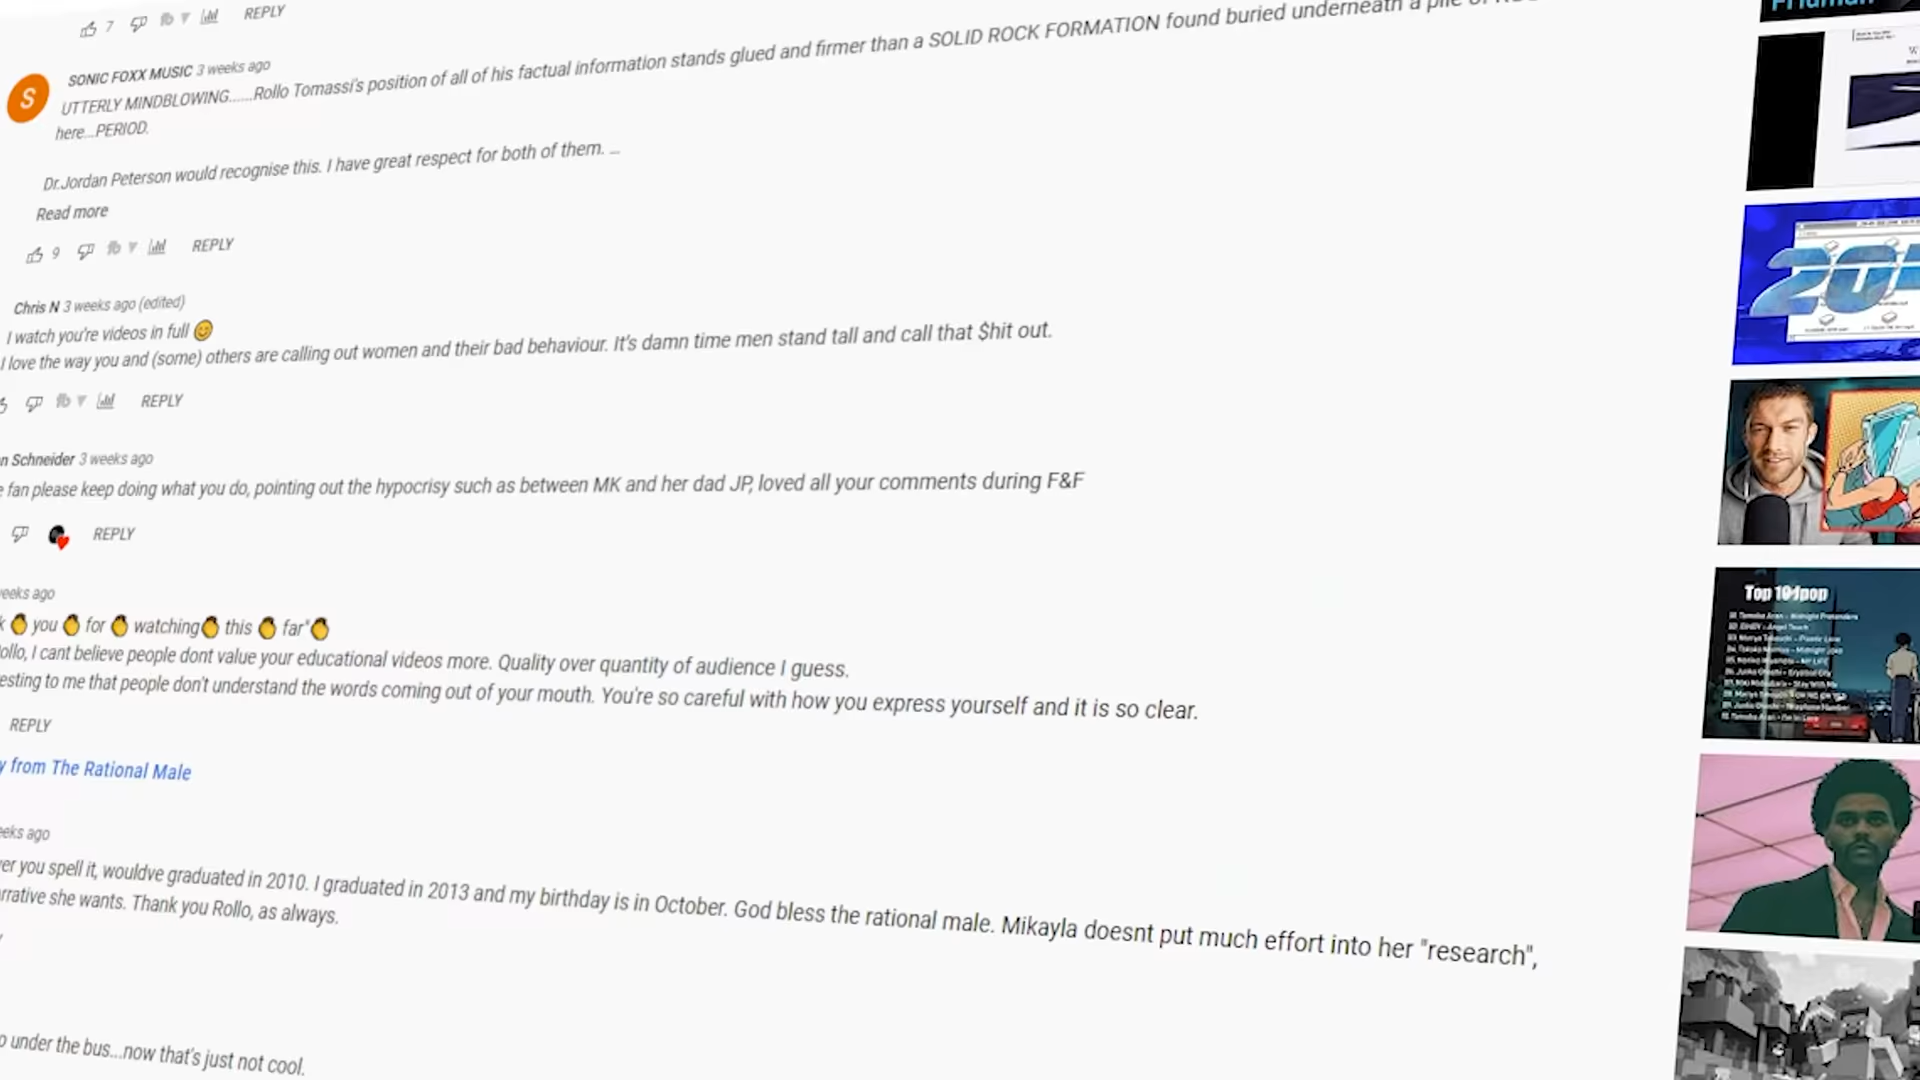 7 REPLY
SONIC FOXX MUSIC 3 weeks ago
UTTERLY MINDBLOWING......Rollo Tomassi's position of all of his factual information stands glued and firmer than a SOLID ROCK FORMATION found buried underneath a pile of
here...PERIOD.
Dr.Jordan Peterson would recognise this. I have great respect for both of them. ...
Read more
9 REPLY
Chris N 3 weeks ago (edited)
I watch you're videos in full 😊
I love the way you and (some) others are calling out women and their bad behaviour. It's damn time men stand tall and call that $hit out.
REPLY
n Schneider 3 weeks ago
e fan please keep doing what you do, pointing out the hypocrisy such as between MK and her dad JP, loved all your comments during F&F
REPLY
weeks ago
k you for watching this far"
ollo, I cant believe people dont value your educational videos more. Quality over quantity of audience I guess.
esting to me that people don't understand the words coming out of your mouth. You're so careful with how you express yourself and it is so clear.
REPLY
y from The Rational Male
eeks ago
ver you spell it, wouldve graduated in 2010. I graduated in 2013 and my birthday is in October. God bless the rational male. Mikayla doesnt put much effort into her "research",
rrative she wants. Thank you Rollo, as always.
o under the bus...now that's just not cool.
Top 10 jpop